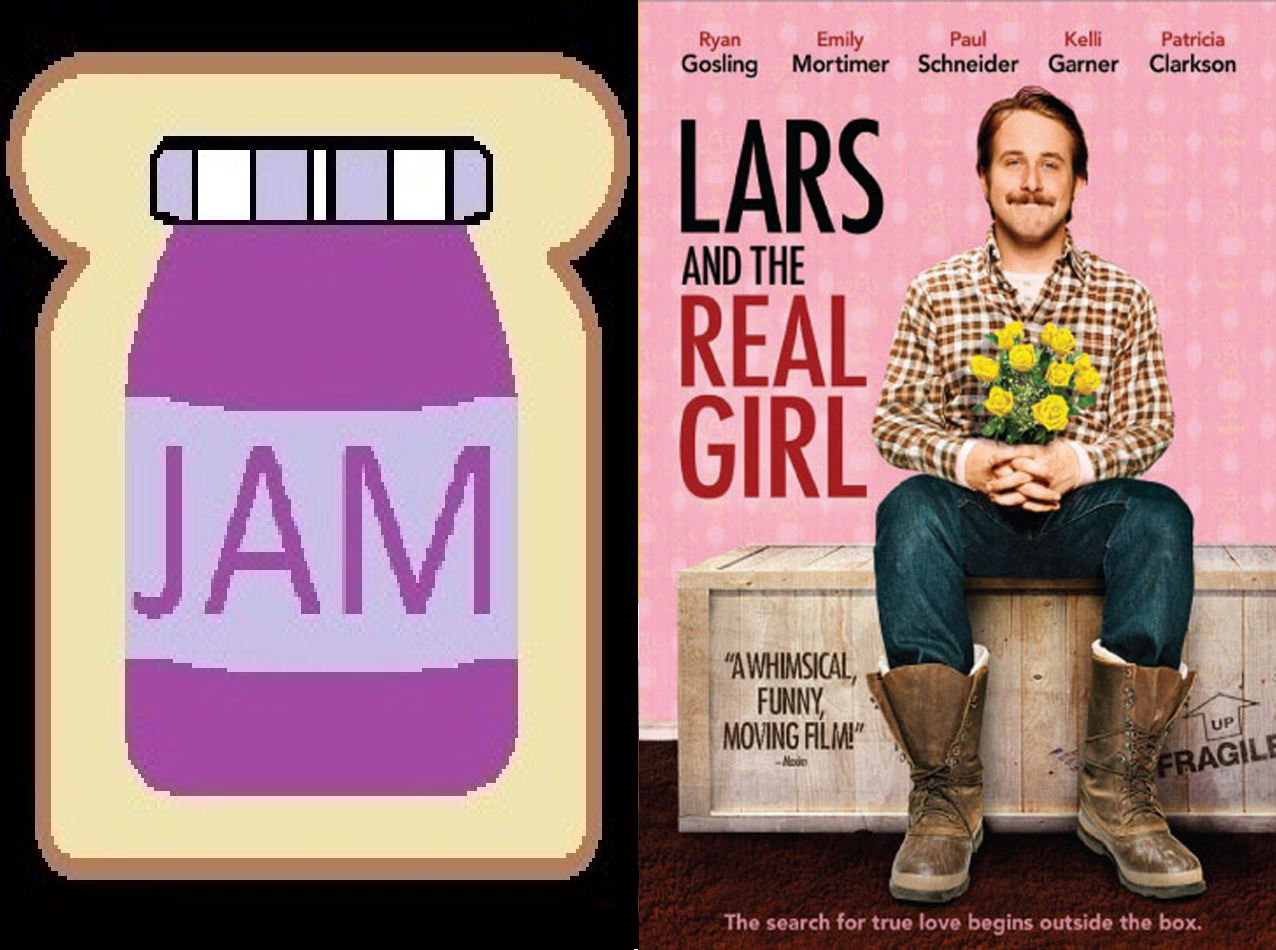 JAM
Ryan Emily Paul Kelli Patricia
Gosling Mortimer Schneider Garner Clarkson
LARS
AND THE
REAL
GIRL
“A WHIMSICAL,
FUNNY,
MOVING FILM!”
–Maxim
UP
FRAGILE
The search for true love begins outside the box.